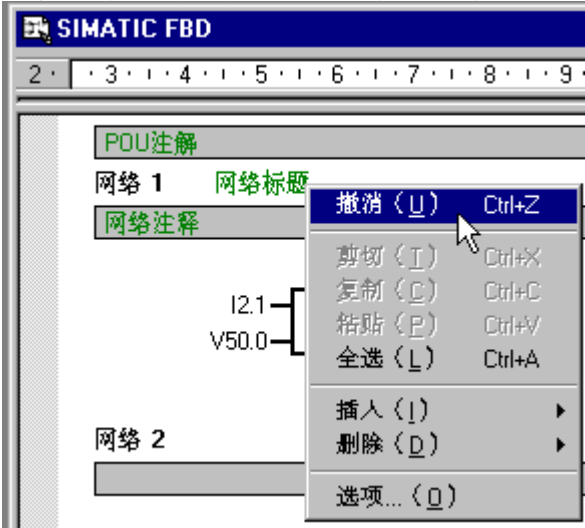 SIMATIC FBD
2 · · 3 · ı · 4 · ı · 5 · ı · 6 · ı · 7 · ı · 8 · ı · 9 ·
POU注解
网络 1 网络标题
网络注释
撤消(U) Ctrl+Z
剪切(T) Ctrl+X
复制(C) Ctrl+C
粘贴(P) Ctrl+V
全选(L) Ctrl+A
插入(I)
删除(D)
选项...(O)
I2.1
V50.0
网络 2